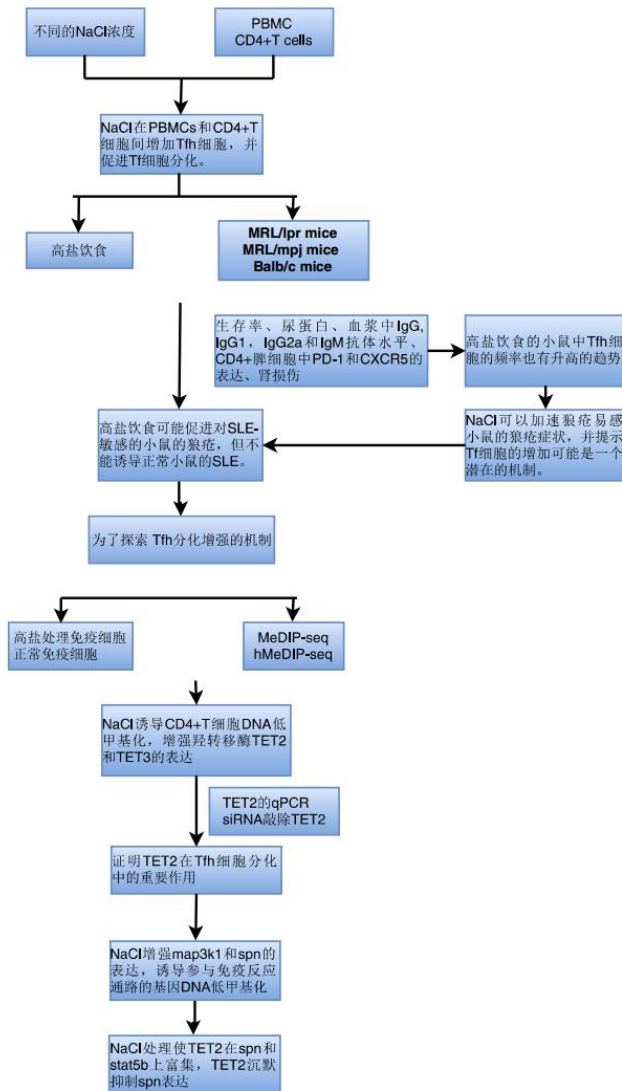 不同的NaCl浓度
PBMC
CD4+T cells
NaCl在PBMCs和CD4+T
细胞间增加Tfh细胞，并
促进Tf细胞分化。
高盐饮食
MRL/lpr mice
MRL/mpj mice
Balb/c mice
生存率、尿蛋白、血浆中IgG,
IgG1，IgG2a和IgM抗体水平、
CD4+脾细胞中PD-1和CXCR5的
表达、肾损伤
高盐饮食的小鼠中Tfh细
胞的频率也有升高的趋势
高盐饮食可能促进对SLE-
敏感的小鼠的狼疮，但不
能诱导正常小鼠的SLE。
NaCl可以加速狼疮易感
小鼠的狼疮症状，并提示
Tf细胞的增加可能是一个
潜在的机制。
为了探索 Tfh分化增强的机制
高盐处理免疫细胞
正常免疫细胞
MeDIP-seq
hMeDIP-seq
NaCl诱导CD4+T细胞DNA低
甲基化，增强羟转移酶TET2
和TET3的表达
TET2的qPCR
siRNA敲除TET2
证明TET2在Tfh细胞分化
中的重要作用
NaCl增强map3k1和spn的
表达，诱导参与免疫反应
通路的基因DNA低甲基化
NaCl处理使TET2在spn和
stat5b上富集，TET2沉默
抑制spn表达